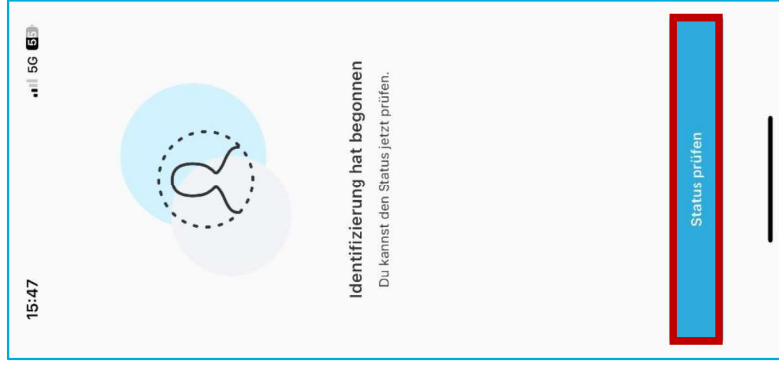 15:47
5G 55
Identifizierung hat begonnen
Du kannst den Status jetzt prüfen.
Status prüfen